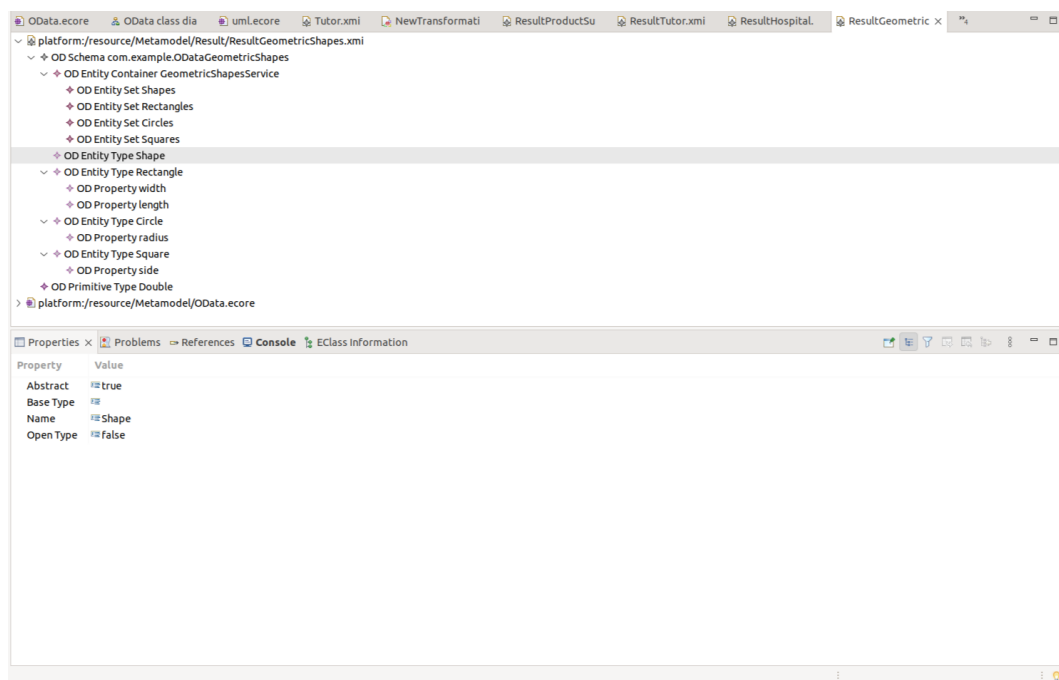 OData.ecore OData class dia uml.ecore Tutor.xmi NewTransformati ResultProductSu ResultTutor.xmi ResultHospital. ResultGeometric × »4
platform:/resource/Metamodel/Result/ResultGeometricShapes.xmi
OD Schema com.example.ODataGeometricShapes
OD Entity Container GeometricShapesService
OD Entity Set Shapes
OD Entity Set Rectangles
OD Entity Set Circles
OD Entity Set Squares
OD Entity Type Shape
OD Entity Type Rectangle
OD Property width
OD Property length
OD Entity Type Circle
OD Property radius
OD Entity Type Square
OD Property side
OD Primitive Type Double
platform:/resource/Metamodel/OData.ecore
Properties × Problems References Console EClass Information
Property Value
Abstract true
Base Type
Name Shape
Open Type false